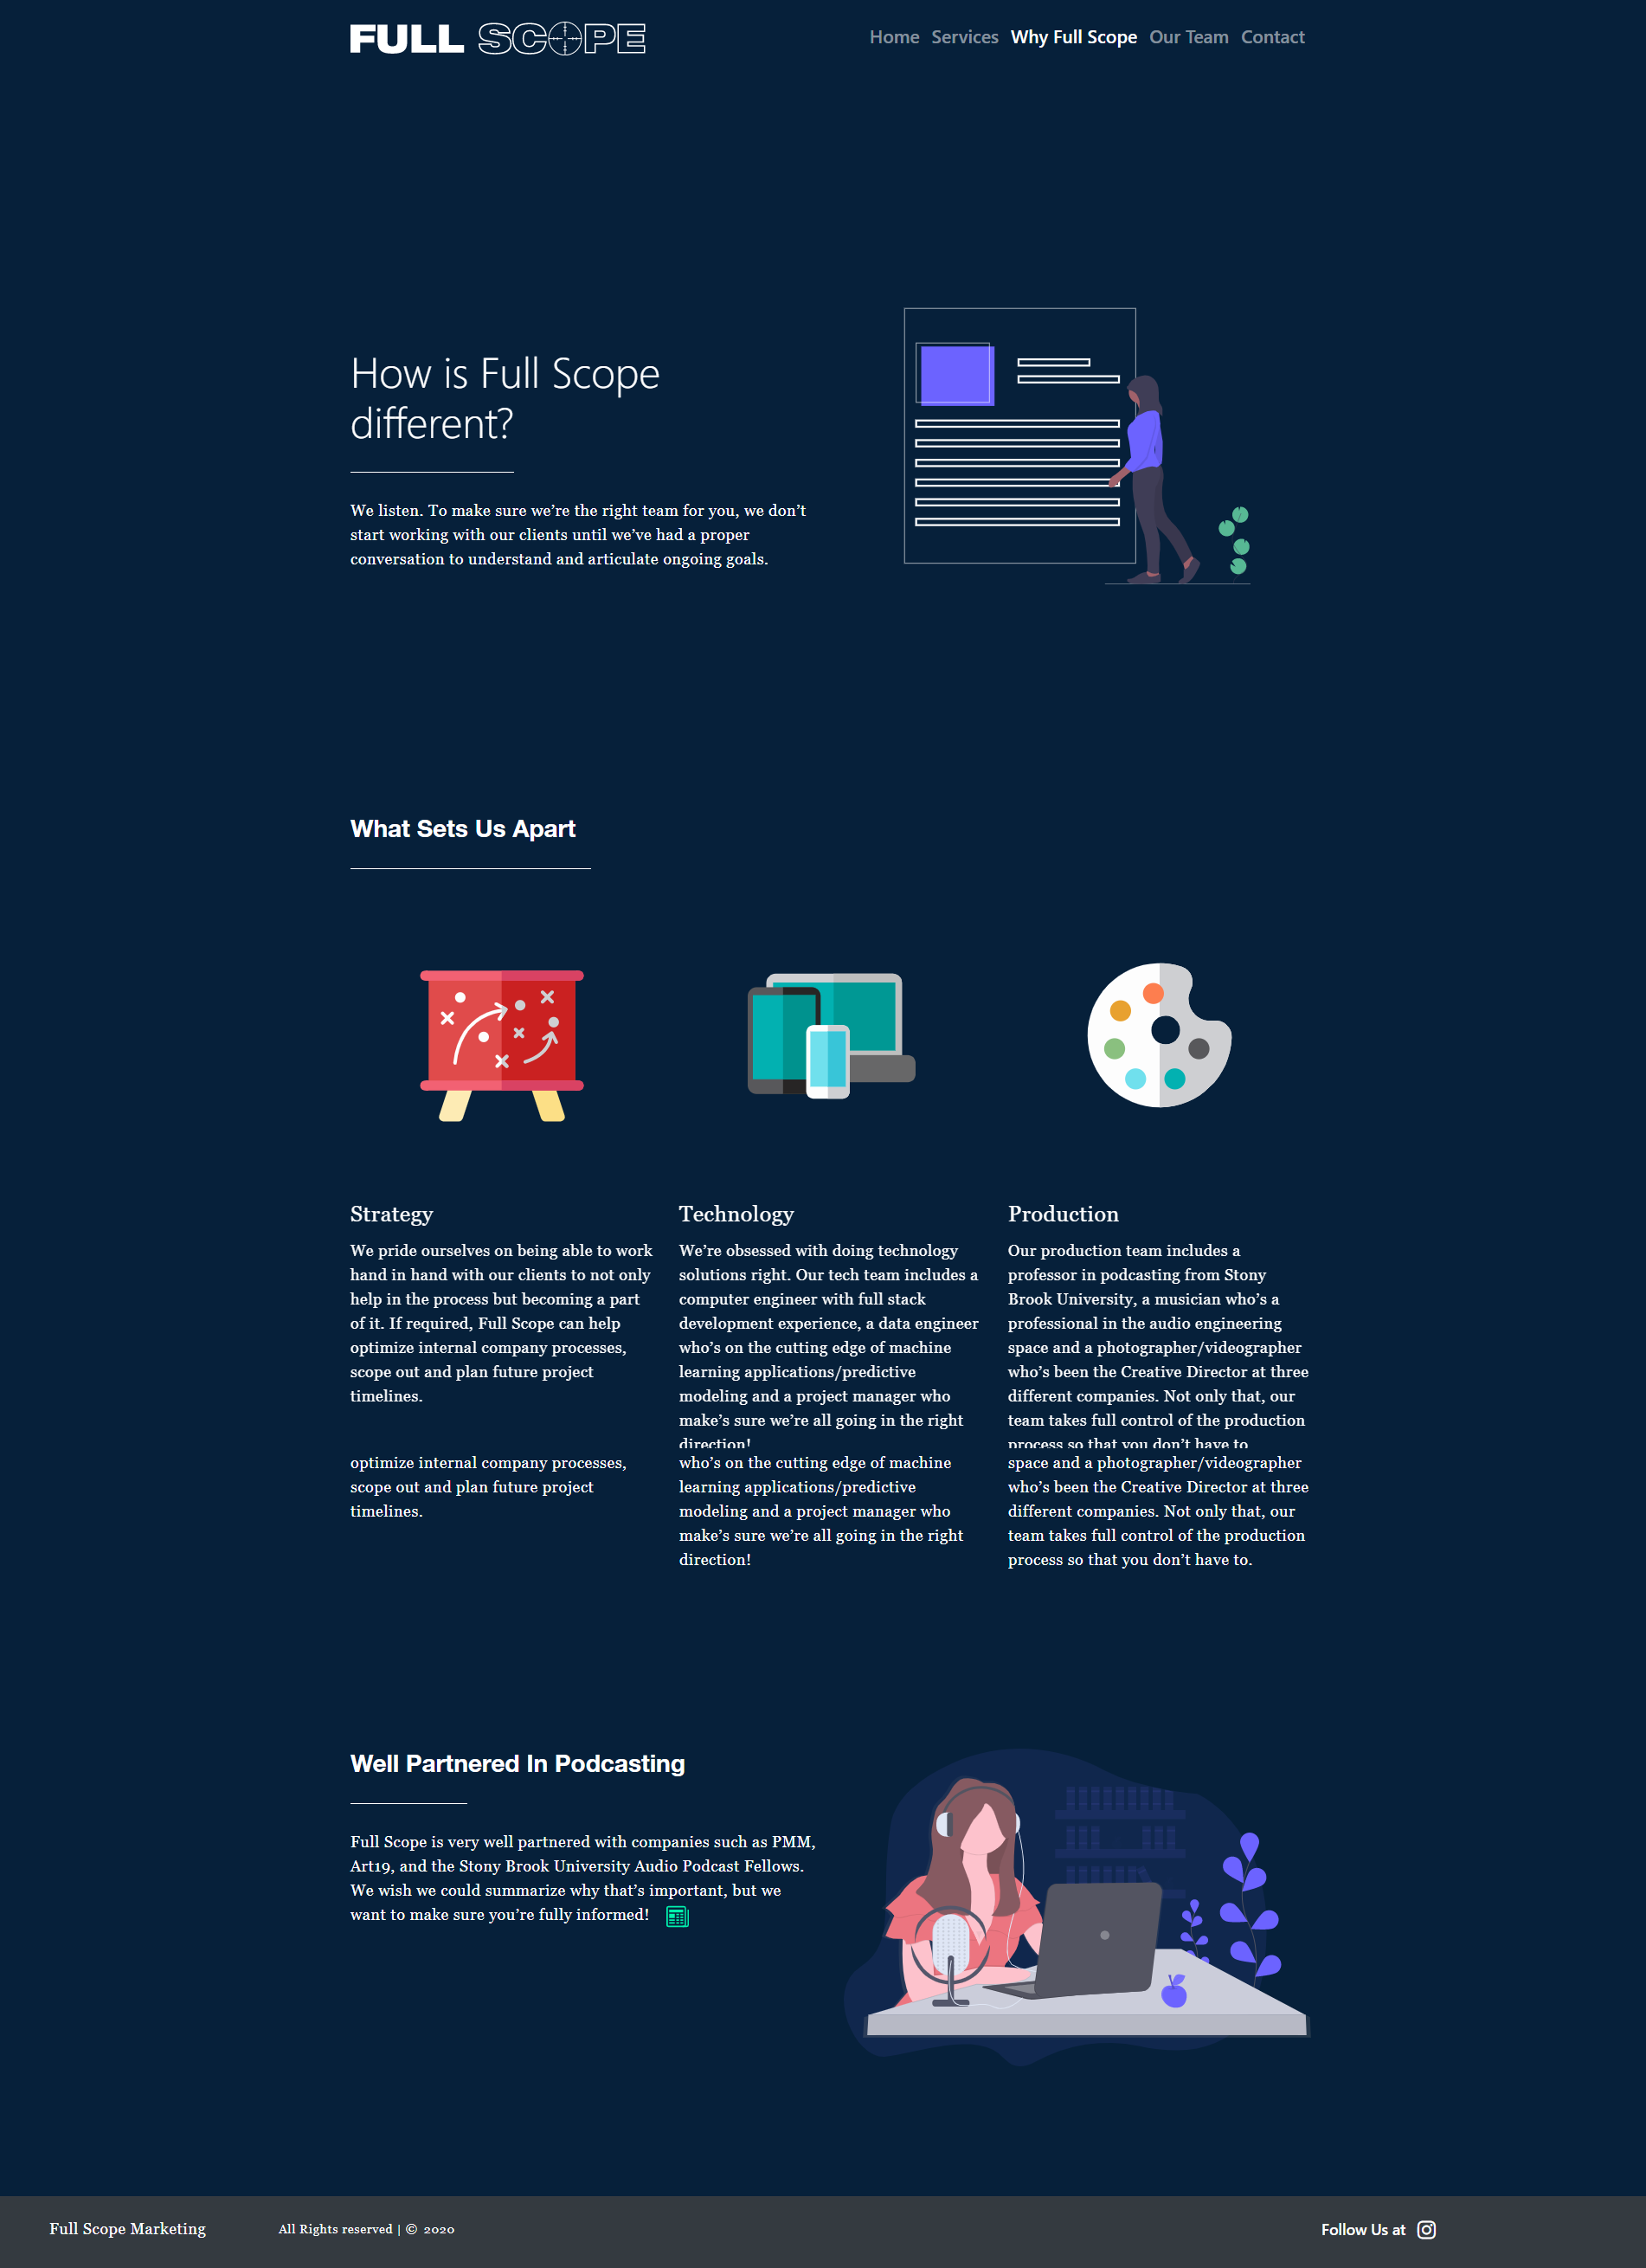 FULL SCOPE
Home Services Why Full Scope Our Team Contact
How is Full Scope
different?
We listen. To make sure we’re the right team for you, we don’t
start working with our clients until we’ve had a proper
conversation to understand and articulate ongoing goals.
What Sets Us Apart
Strategy
We pride ourselves on being able to work
hand in hand with our clients to not only
help in the process but becoming a part
of it. If required, Full Scope can help
optimize internal company processes,
scope out and plan future project
timelines.
optimize internal company processes,
scope out and plan future project
timelines.
Technology
We’re obsessed with doing technology
solutions right. Our tech team includes a
computer engineer with full stack
development experience, a data engineer
who’s on the cutting edge of machine
learning applications/predictive
modeling and a project manager who
make’s sure we’re all going in the right
direction!
who’s on the cutting edge of machine
learning applications/predictive
modeling and a project manager who
make’s sure we’re all going in the right
direction!
Production
Our production team includes a
professor in podcasting from Stony
Brook University, a musician who’s a
professional in the audio engineering
space and a photographer/videographer
who’s been the Creative Director at three
different companies. Not only that, our
team takes full control of the production
process so that you don’t have to
space and a photographer/videographer
who’s been the Creative Director at three
different companies. Not only that, our
team takes full control of the production
process so that you don’t have to.
Well Partnered In Podcasting
Full Scope is very well partnered with companies such as PMM,
Art19, and the Stony Brook University Audio Podcast Fellows.
We wish we could summarize why that’s important, but we
want to make sure you’re fully informed!
Full Scope Marketing
All Rights reserved | © 2020
Follow Us at